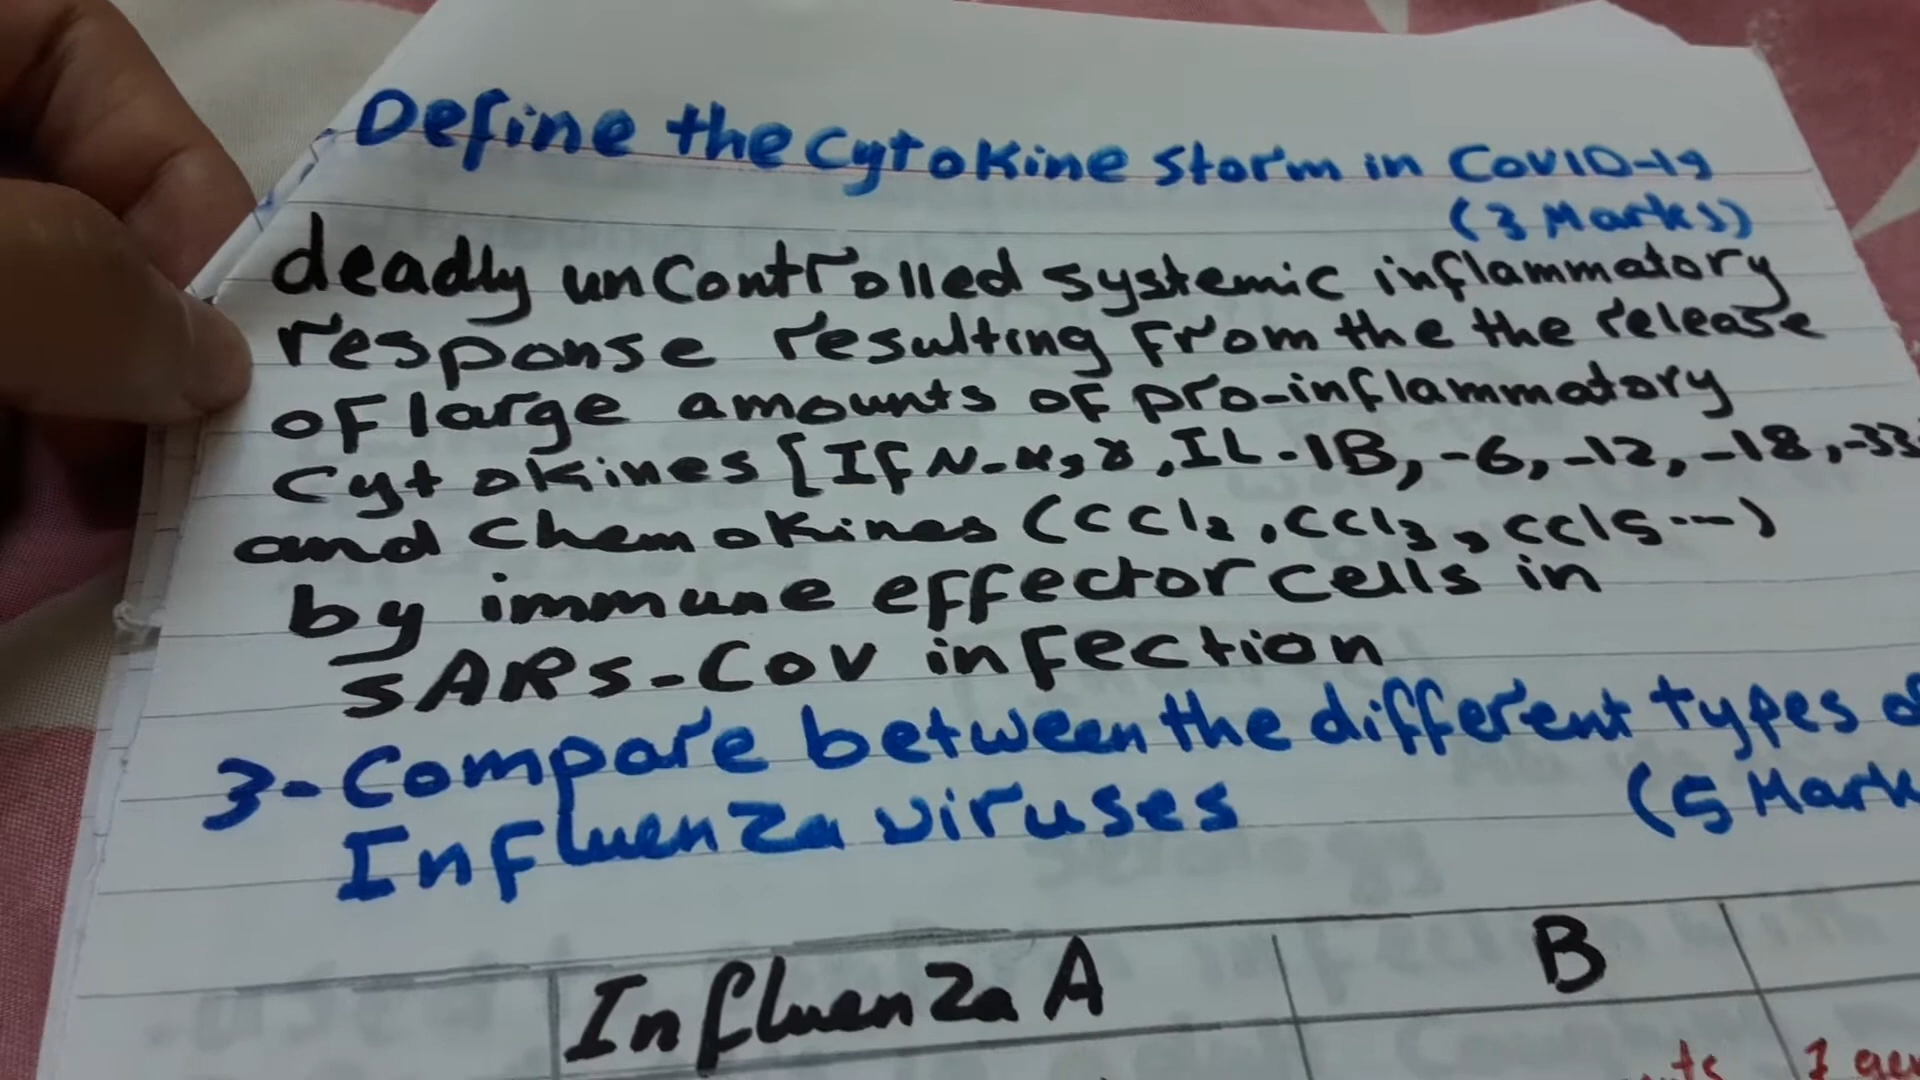 Define the cytokine storm in COVID-19
(3 Marks)
deadly uncontrolled systemic inflammatory
response resulting from the the release
of large amounts of pro-inflammatory
cytokines [IFN-α,γ, IL-1B, -6, -12, -18, -33
and chemokines (ccl2, ccl3, ccl5---)
by immune effector cells in
SARS-CoV infection
3- Compare between the different types of
Influenza viruses (5 Mark
Influenza A B